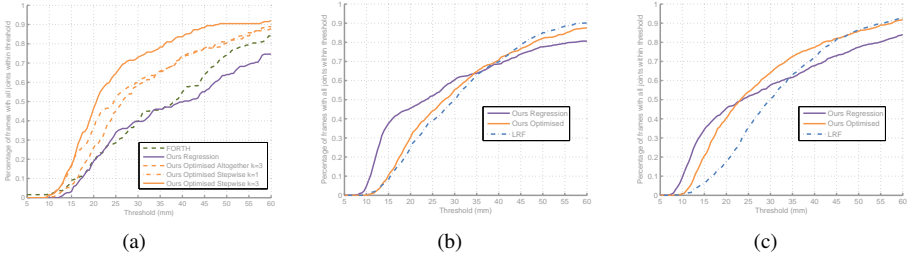 Percentage of frames with all joints within threshold
1
0.9
0.8
0.7
0.6
0.5
0.4
0.3
0.2
0.1
0
5 10 15 20 25 30 35 40 45 50 55 60
Threshold (mm)
FORTH
Ours Regression
Ours Optimised Altogether k=3
Ours Optimised Stepwise k=1
Ours Optimised Stepwise k=3
(a)
Percentage of frames with all joints within threshold
1
0.9
0.8
0.7
0.6
0.5
0.4
0.3
0.2
0.1
0
5 10 15 20 25 30 35 40 45 50 55 60
Threshold (mm)
Ours Regression
Ours Optimised
LRF
(b)
Percentage of frames with all joints within threshold
1
0.9
0.8
0.7
0.6
0.5
0.4
0.3
0.2
0.1
0
5 10 15 20 25 30 35 40 45 50 55 60
Threshold (mm)
Ours Regression
Ours Optimised
LRF
(c)